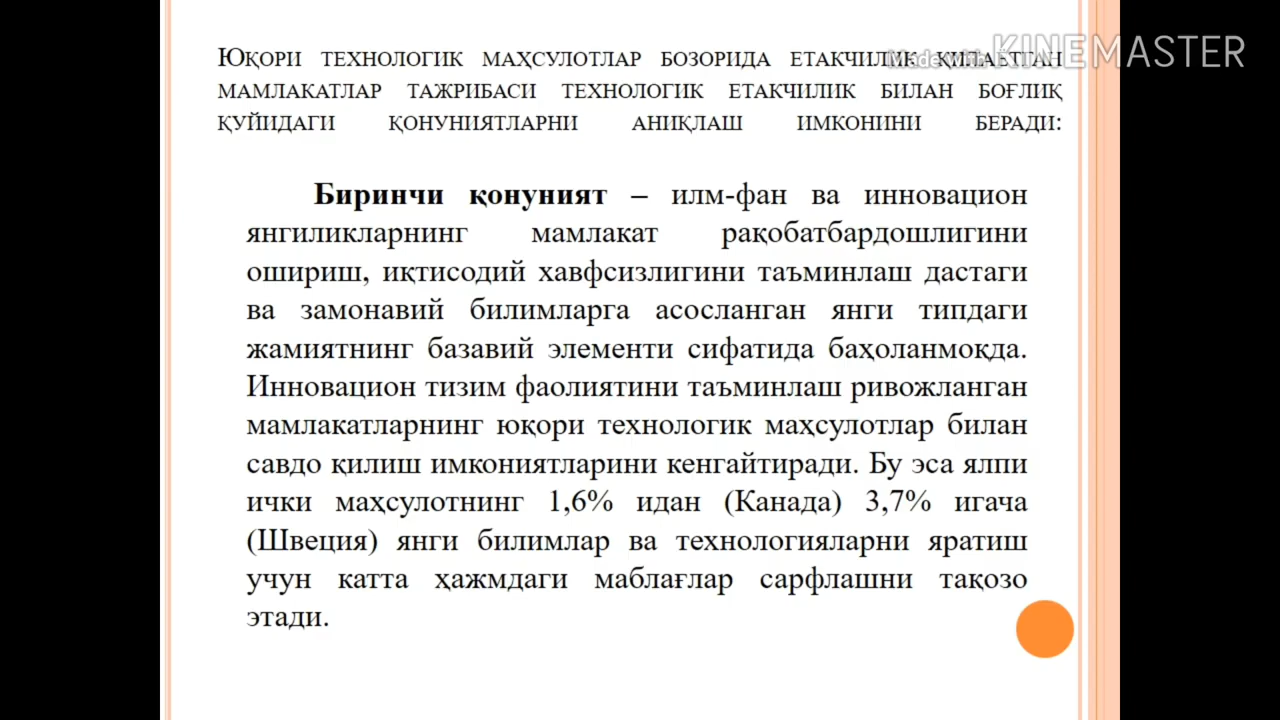 Юқори технологик маҳсулотлар бозорида етакчилик қилаётган
мамлакатлар тажрибаси технологик етакчилик билан боғлиқ
қуйидаги қонуниятларни аниқлаш имконини беради:
Made with KINEMASTER
Биринчи қонуният – илм-фан ва инновацион
янгиликларнинг мамлакат рақобатбардошлигини
ошириш, иқтисодий хавфсизлигини таъминлаш дастаги
ва замонавий билимларга асосланган янги типдаги
жамиятнинг базавий элементи сифатида баҳоланмоқда.
Инновацион тизим фаолиятини таъминлаш ривожланган
мамлакатларнинг юқори технологик маҳсулотлар билан
савдо қилиш имкониятларини кенгайтиради. Бу эса ялпи
ички маҳсулотнинг 1,6% идан (Канада) 3,7% игача
(Швеция) янги билимлар ва технологияларни яратиш
учун катта ҳажмдаги маблағлар сарфлашни тақозо
этади.